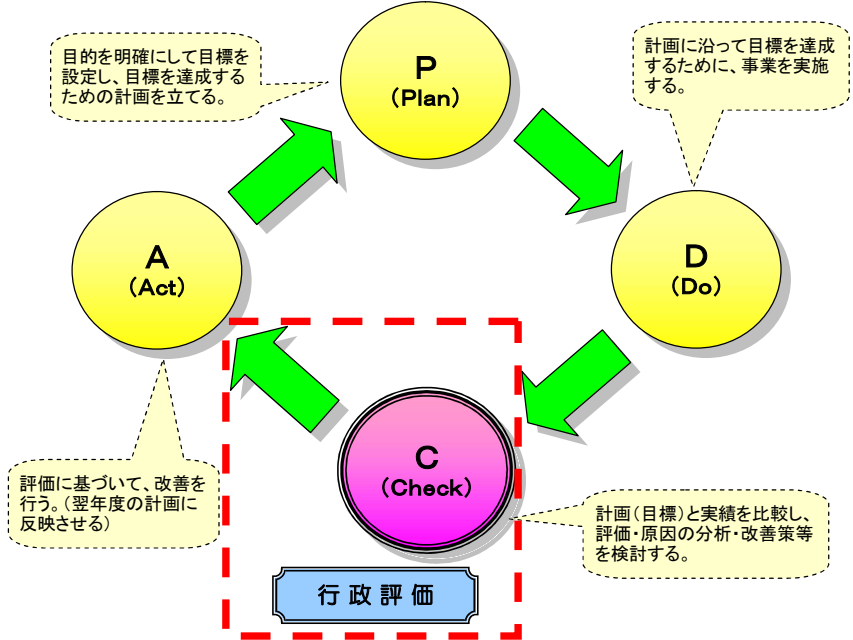 目的を明確にして目標を
設定し、目標を達成する
ための計画を立てる。
P
(Plan)
計画に沿って目標を達成
するために、事業を実施
する。
A
(Act)
D
(Do)
C
(Check)
評価に基づいて、改善を
行う。(翌年度の計画に
反映させる)
計画(目標)と実績を比較し、
評価・原因の分析・改善策等
を検討する。
行政評価